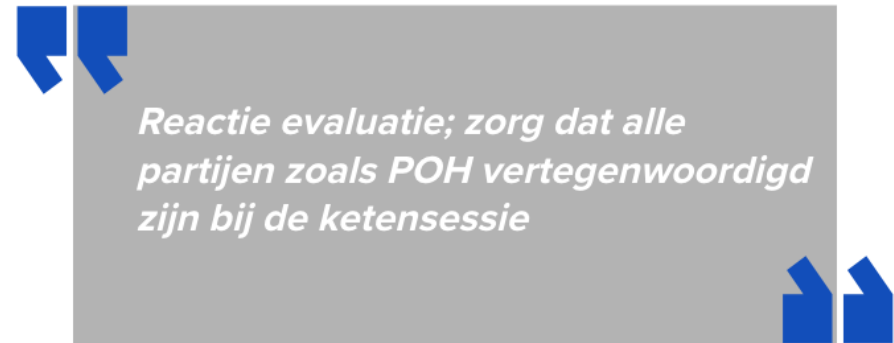 Reactie evaluatie; zorg dat alle
partijen zoals POH vertegenwoordigd
zijn bij de ketensessie